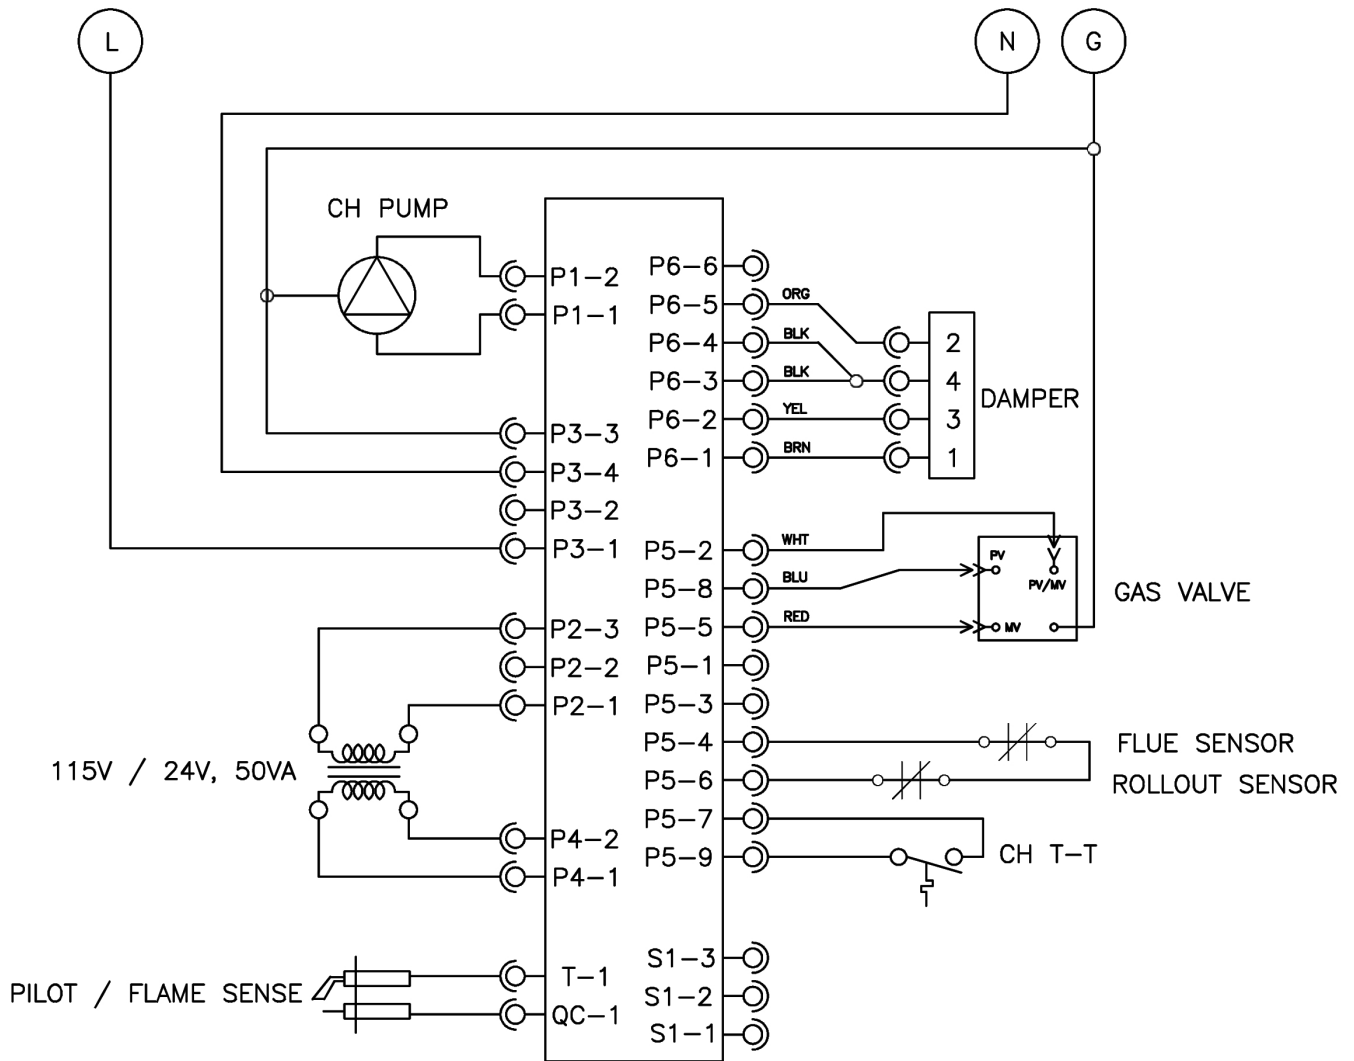 L
N
G
CH PUMP
P1-2
P1-1
P3-3
P3-4
P3-2
P3-1
P2-3
P2-2
P2-1
115V / 24V, 50VA
P4-2
P4-1
PILOT / FLAME SENSE
T-1
QC-1
P6-6
P6-5
ORG
P6-4
BLK
P6-3
BLK
P6-2
YEL
P6-1
BRN
2
4
3
1
DAMPER
P5-2
WHT
P5-8
BLU
P5-5
RED
PV
PV/MV
MV
GAS VALVE
P5-1
P5-3
P5-4
FLUE SENSOR
P5-6
ROLLOUT SENSOR
P5-7
P5-9
CH T-T
S1-3
S1-2
S1-1